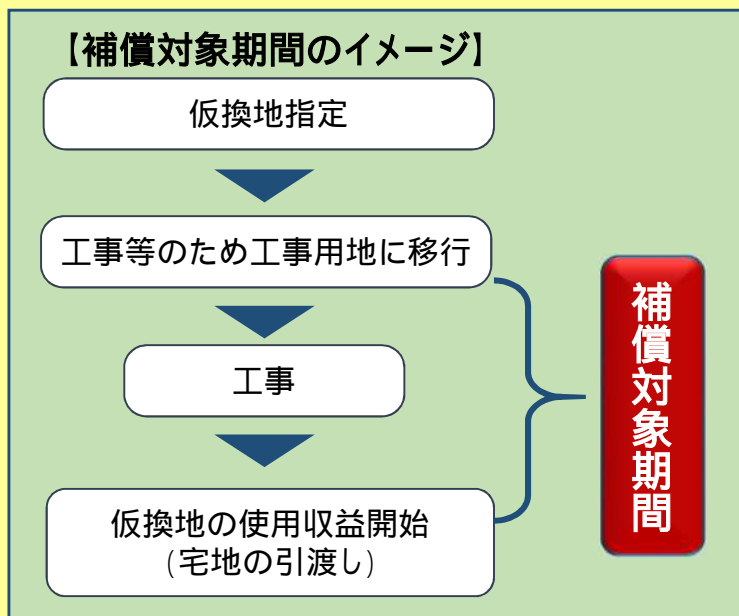 【補償対象期間のイメージ】
仮換地指定
工事等のため工事用地に移行
工事
仮換地の使用収益開始
(宅地の引渡し)
補償対象期間